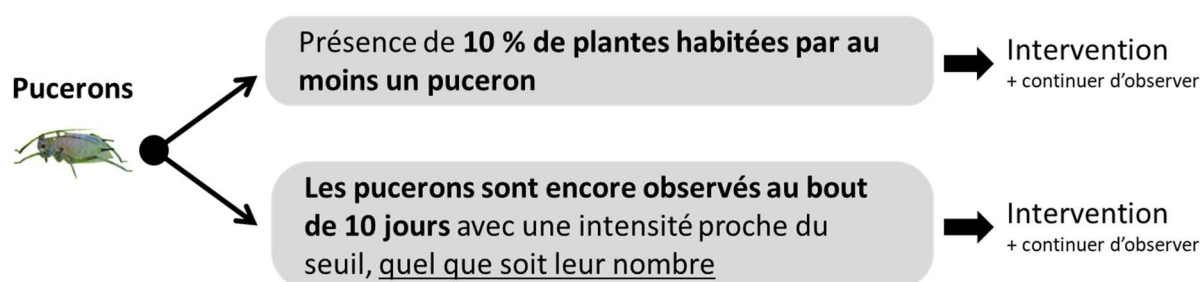 Pucerons
Présence de 10 % de plantes habitées par au
moins un puceron
Intervention
+ continuer d'observer
Les pucerons sont encore observés au bout
de 10 jours avec une intensité proche du
seuil, quel que soit leur nombre
Intervention
+ continuer d'observer